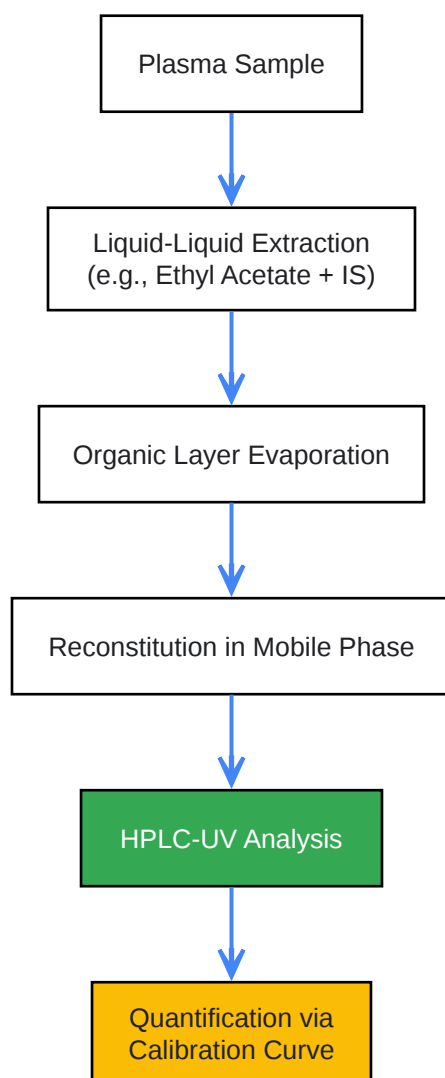 Plasma Sample
Liquid-Liquid Extraction
(e.g., Ethyl Acetate + IS)
Organic Layer Evaporation
Reconstitution in Mobile Phase
HPLC-UV Analysis
Quantification via
Calibration Curve